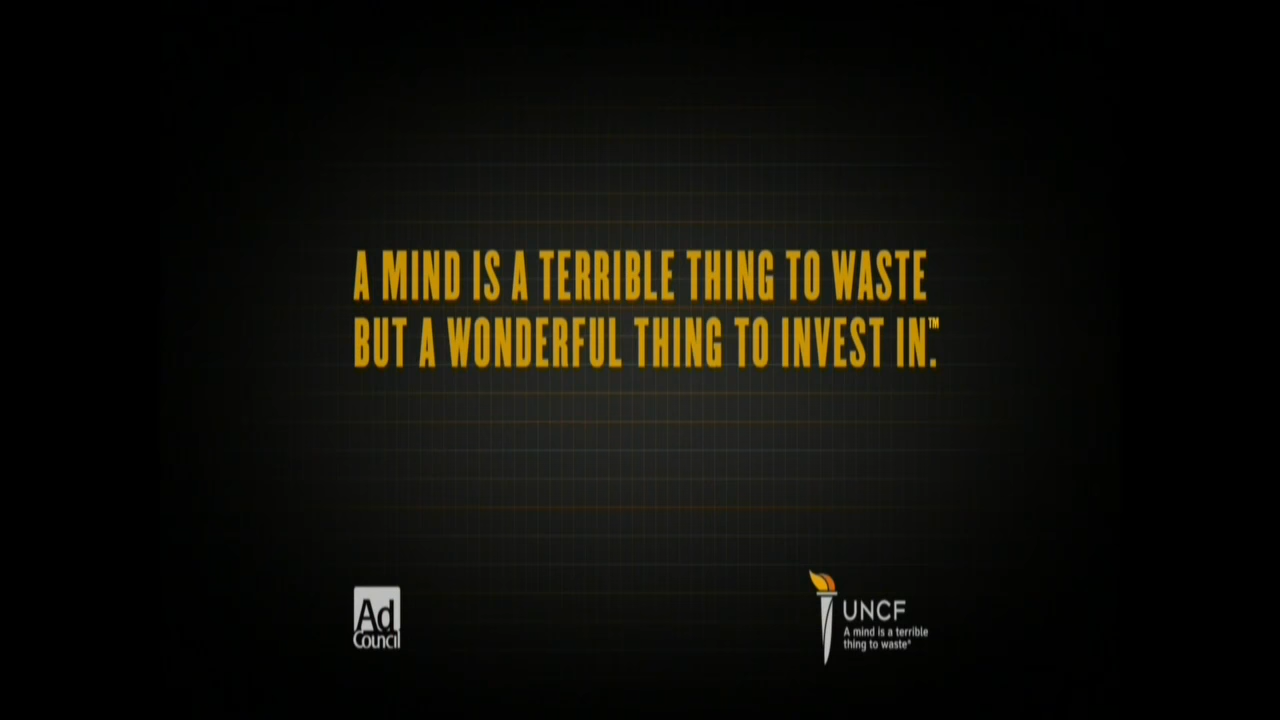 A MIND IS A TERRIBLE THING TO WASTE
BUT A WONDERFUL THING TO INVEST IN.™
Ad
Council
UNCF
A mind is a terrible
thing to waste®